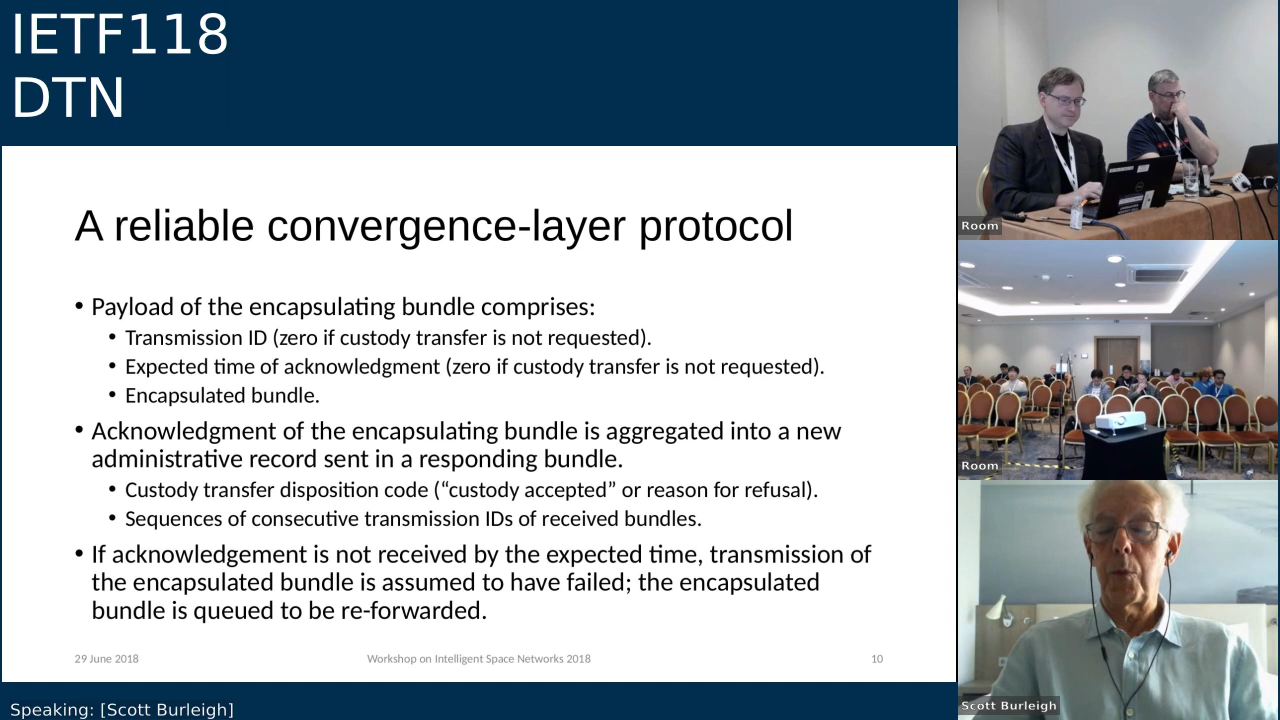 IETF118
DTN
A reliable convergence-layer protocol
• Payload of the encapsulating bundle comprises:
• Transmission ID (zero if custody transfer is not requested).
• Expected time of acknowledgment (zero if custody transfer is not requested).
• Encapsulated bundle.
• Acknowledgment of the encapsulating bundle is aggregated into a new
administrative record sent in a responding bundle.
• Custody transfer disposition code (“custody accepted” or reason for refusal).
• Sequences of consecutive transmission IDs of received bundles.
• If acknowledgement is not received by the expected time, transmission of
the encapsulated bundle is assumed to have failed; the encapsulated
bundle is queued to be re-forwarded.
29 June 2018
Workshop on Intelligent Space Networks 2018
10
Speaking: [Scott Burleigh]
Room
Room
Scott Burleigh